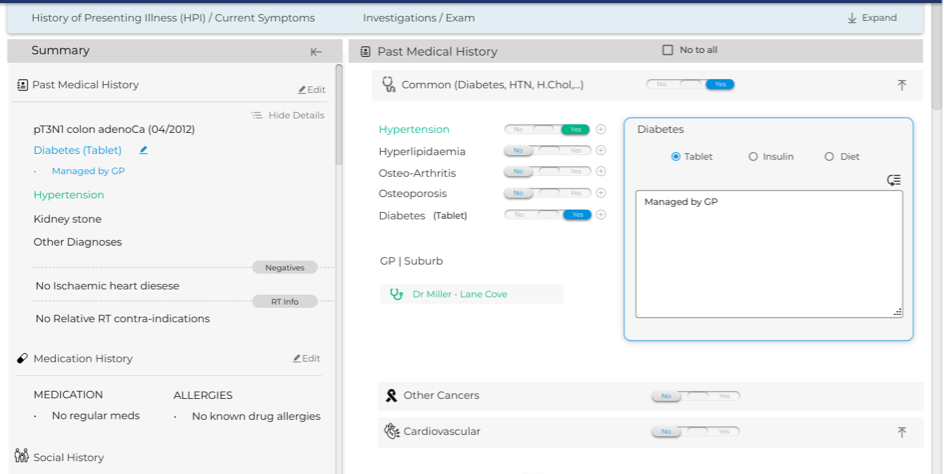 History of Presenting Illness (HPI) / Current Symptoms
Investigations / Exam
Expand
Summary
Past Medical History
Edit
Hide Details
pT3N1 colon adenoCa (04/2012)
Diabetes (Tablet)
Managed by GP
Hypertension
Kidney stone
Other Diagnoses
Negatives
No Ischaemic heart diesese
RT Info
No Relative RT contra-indications
Medication History
Edit
MEDICATION
No regular meds
ALLERGIES
No known drug allergies
Social History
Past Medical History
No to all
Common (Diabetes, HTN, H.Chol,...)
No Yes
Hypertension
No Yes
Hyperlipidaemia
No Yes
Osteo-Arthritis
No Yes
Osteoporosis
No Yes
Diabetes (Tablet)
No Yes
GP | Suburb
Dr Miller - Lane Cove
Diabetes
Tablet
Insulin
Diet
Managed by GP
Other Cancers
No Yes
Cardiovascular
No Yes